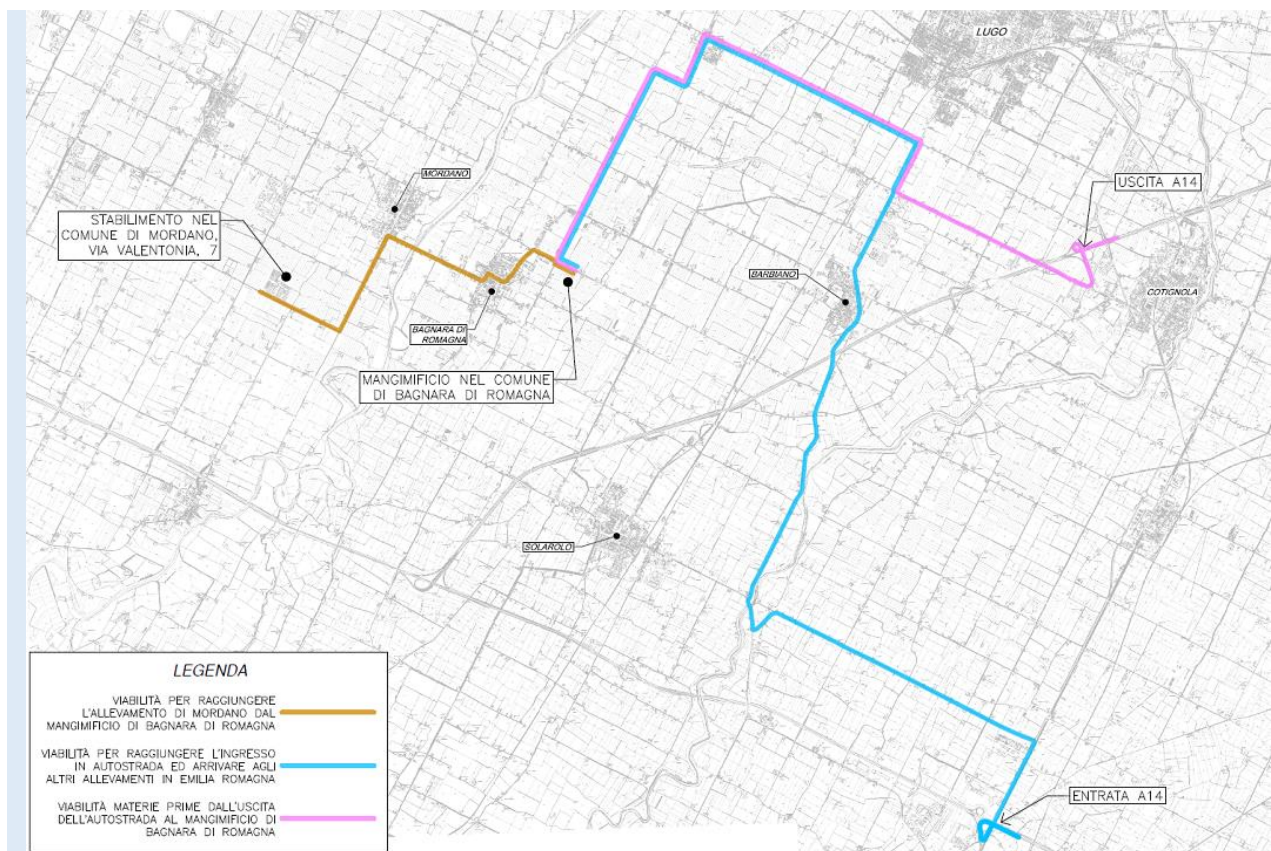 LUGO
USCITA A14
MORDANO
STABILIMENTO NEL
COMUNE DI MORDANO,
VIA VALENTONIA, 7
BARBIANO
COTIGNOLA
BAGNARA DI
ROMAGNA
MANGIMIFICIO NEL COMUNE
DI BAGNARA DI ROMAGNA
SOLAROLO
LEGENDA
VIABILITÀ PER RAGGIUNGERE
L'ALLEVAMENTO DI MORDANO DAL
MANGIMIFICIO DI BAGNARA DI ROMAGNA
VIABILITÀ PER RAGGIUNGERE L'INGRESSO
IN AUTOSTRADA ED ARRIVARE AGLI
ALTRI ALLEVAMENTI IN EMILIA ROMAGNA
VIABILITÀ MATERIE PRIME DALL'USCITA
DELL'AUTOSTRADA AL MANGIMIFICIO DI
BAGNARA DI ROMAGNA
ENTRATA A14